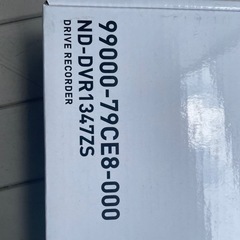 99000-79CE8-000
ND-DVR1347ZS
DRIVE RECORDER